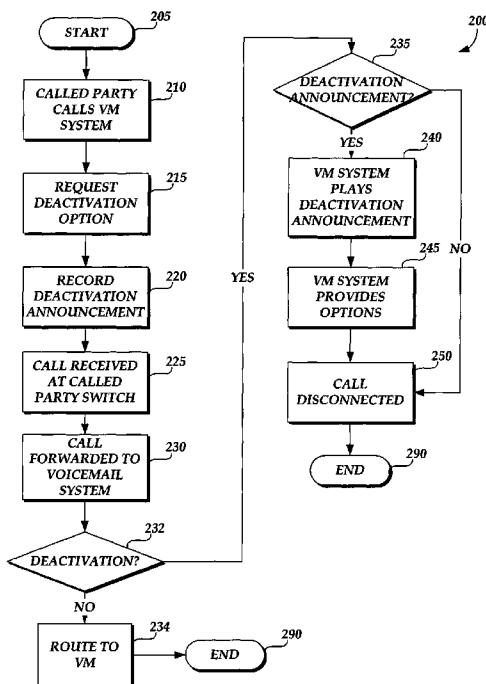 200
START
205
CALLED PARTY
CALLS VM
SYSTEM
210
REQUEST
DEACTIVATION
OPTION
215
RECORD
DEACTIVATION
ANNOUNCEMENT
220
CALL RECEIVED
AT CALLED
PARTY SWITCH
225
CALL
FORWARDED TO
VOICEMAIL
SYSTEM
230
DEACTIVATION?
232
YES
NO
ROUTE TO
VM
234
END
290
DEACTIVATION
ANNOUNCEMENT?
235
YES
NO
VM SYSTEM
PLAYS
DEACTIVATION
ANNOUNCEMENT
240
VM SYSTEM
PROVIDES
OPTIONS
245
CALL
DISCONNECTED
250
END
290